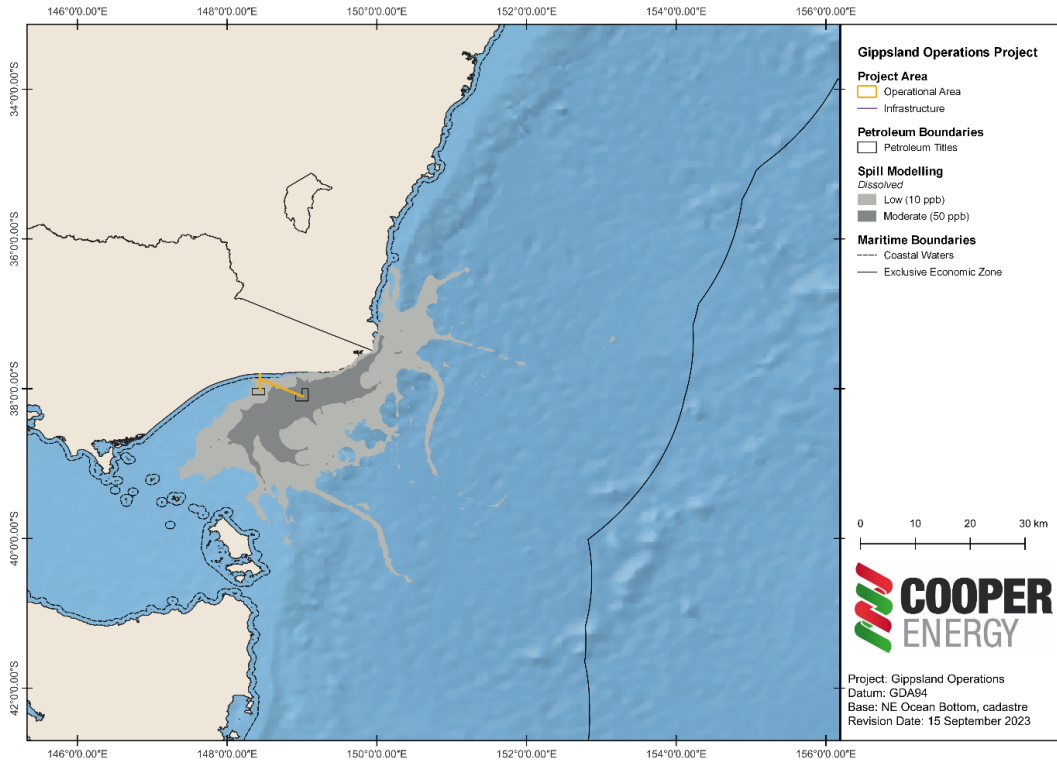 146°0'0.00"E 148°0'0.00"E 150°0'0.00"E 152°0'0.00"E 154°0'0.00"E 156°0'0.00"E
34°0'0.00"S
36°0'0.00"S
38°0'0.00"S
40°0'0.00"S
42°0'0.00"S
146°0'0.00"E 148°0'0.00"E 150°0'0.00"E 152°0'0.00"E 154°0'0.00"E 156°0'0.00"E
Gippsland Operations Project
Project Area
Operational Area
Infrastructure
Petroleum Boundaries
Petroleum Titles
Spill Modelling
Dissolved
Low (10 ppb)
Moderate (50 ppb)
Maritime Boundaries
Coastal Waters
Exclusive Economic Zone
0 10 20 30 km
COOPER
ENERGY
Project: Gippsland Operations
Datum: GDA94
Base: NE Ocean Bottom, cadastre
Revision Date: 15 September 2023